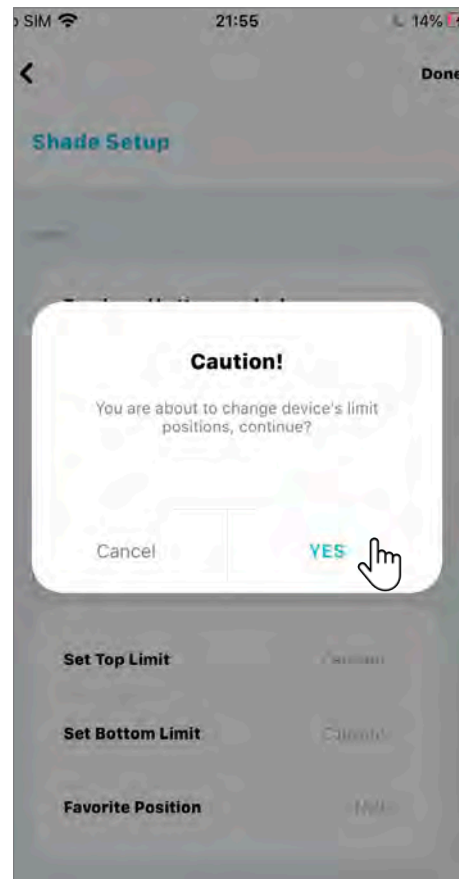 SIM
21:55
14%
Done
Shade Setup
Caution!
You are about to change device's limit
positions, continue?
Cancel
YES
Set Top Limit
Set Bottom Limit
Favorite Position